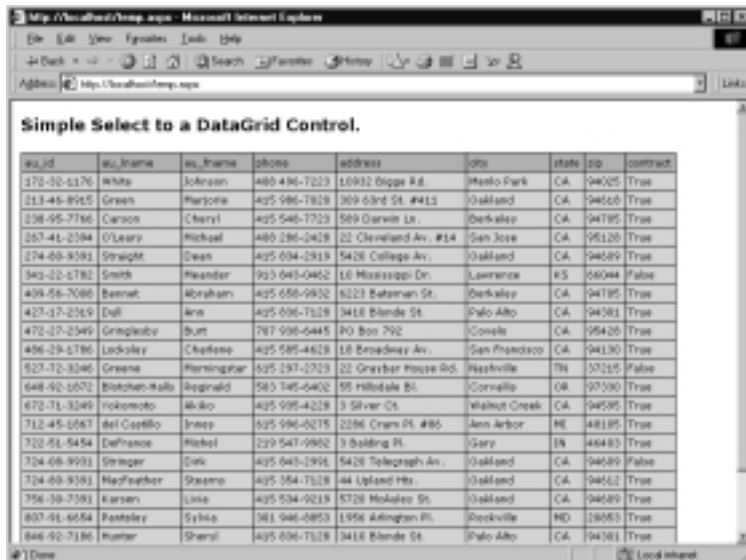 http://localhost/temp.aspx - Microsoft Internet Explorer
File Edit View Favorites Tools Help
Back Search Favorites History
Address http://localhost/temp.aspx Links
Simple Select to a DataGrid Control.
au_id au_lname au_fname phone address city state zip contract
172-32-1176 White Johnson 408 496-7223 10932 Bigge Rd. Menlo Park CA 94025 True
213-46-8915 Green Marjorie 415 986-7020 309 63rd St. #411 Oakland CA 94618 True
238-95-7766 Carson Cheryl 415 548-7723 589 Darwin Ln. Berkeley CA 94705 True
267-41-2394 O'Leary Michael 408 286-2428 22 Cleveland Av. #14 San Jose CA 95128 True
274-80-9391 Straight Dean 415 834-2919 5420 College Av. Oakland CA 94609 True
341-22-1782 Smith Meander 913 843-0462 10 Mississippi Dr. Lawrence KS 66044 False
409-56-7008 Bennet Abraham 415 658-9932 6223 Bateman St. Berkeley CA 94705 True
427-17-2319 Dull Ann 415 836-7128 3410 Blonde St. Palo Alto CA 94301 True
472-27-2349 Gringlesby Burt 707 938-6445 PO Box 792 Covelo CA 95428 True
486-29-1786 Locksley Charlene 415 585-4620 18 Broadway Av. San Francisco CA 94130 True
527-72-3246 Greene Morningstar 615 297-2723 22 Graybar House Rd. Nashville TN 37215 False
648-92-1872 Blotchet-Halls Reginald 503 745-6402 55 Hillsdale Bl. Corvallis OR 97330 True
672-71-3249 Yokomoto Akiko 415 935-4228 3 Silver Ct. Walnut Creek CA 94595 True
712-45-1867 del Castillo Innes 615 996-8275 2286 Cram Pl. #86 Ann Arbor MI 48105 True
722-51-5454 DeFrance Michel 219 547-9982 3 Balding Pl. Gary IN 46403 True
724-08-9931 Stringer Dirk 415 843-2991 5420 Telegraph Av. Oakland CA 94609 False
724-80-9391 MacFeather Stearns 415 354-7128 44 Upland Hts. Oakland CA 94612 True
756-30-7391 Karsen Livia 415 534-9219 5720 McAuley St. Oakland CA 94609 True
807-91-6654 Panteley Sylvia 301 946-8853 1956 Arlington Pl. Rockville MD 20853 True
846-92-7186 Hunter Sheryl 415 836-7128 3410 Blonde St. Palo Alto CA 94301 True
Done Local intranet